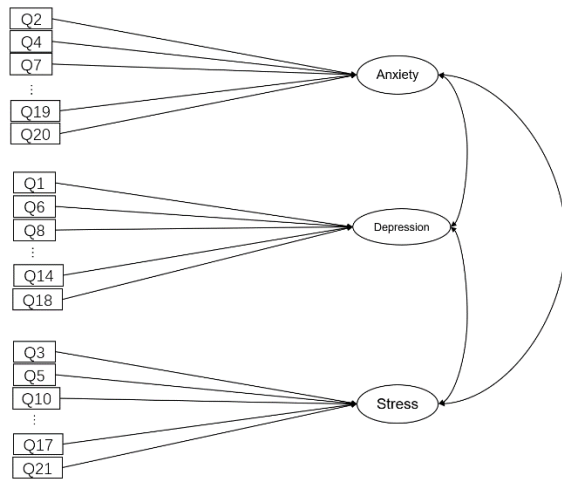 Q2
Q4
Q7
...
Q19
Q20
Anxiety
Q1
Q6
Q8
...
Q14
Q18
Depression
Q3
Q5
Q10
...
Q17
Q21
Stress